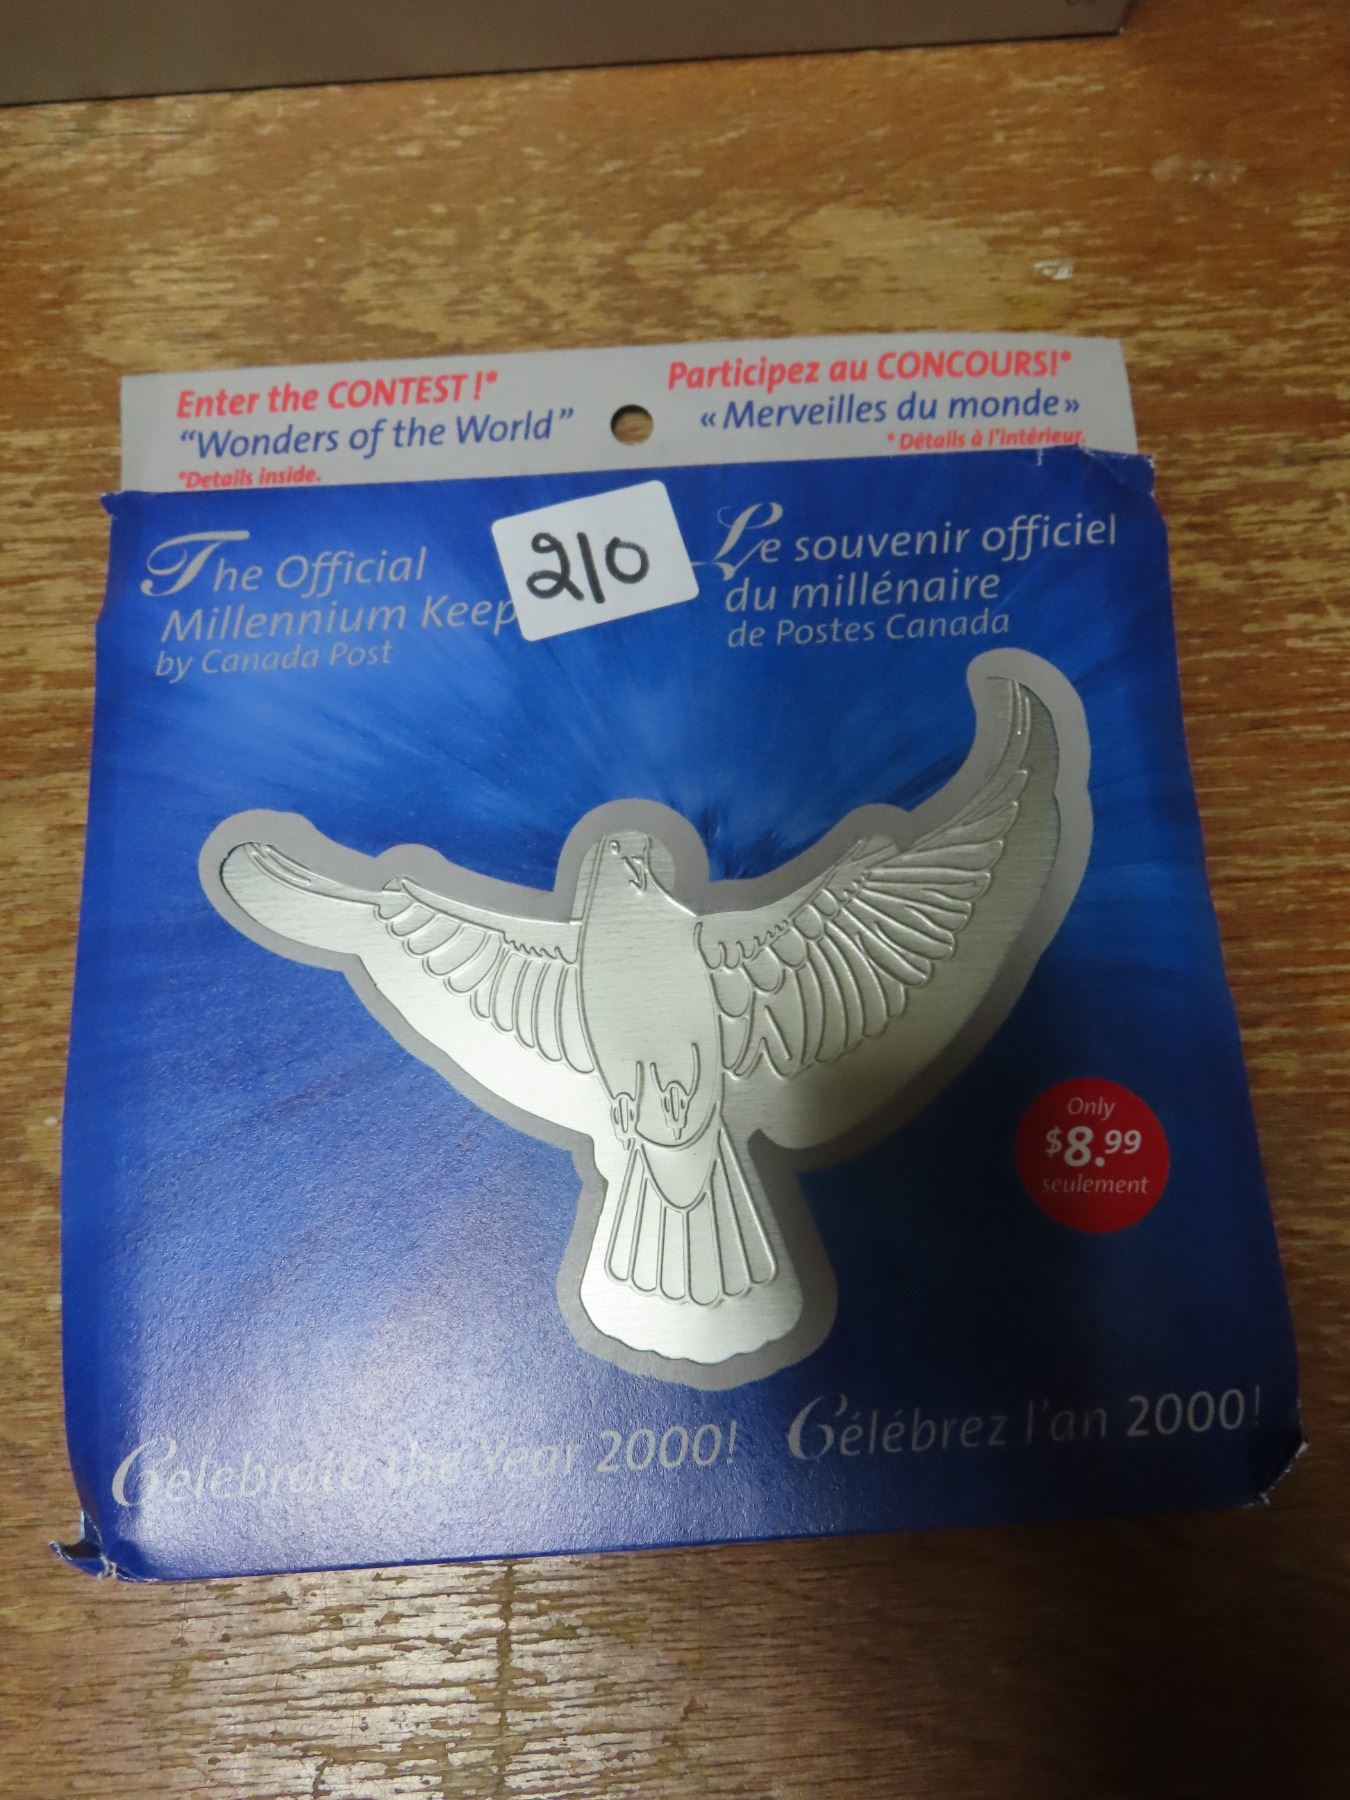 Enter the CONTEST !*
"Wonders of the World"
*Details inside.
Participez au CONCOURS!*
« Merveilles du monde »
* Détails à l'intérieur.
The Official
Millennium Keep
by Canada Post
210
Le souvenir officiel
du millénaire
de Postes Canada
Only
$8.99
seulement
Celebrate the Year 2000!
Célébrez l'an 2000!